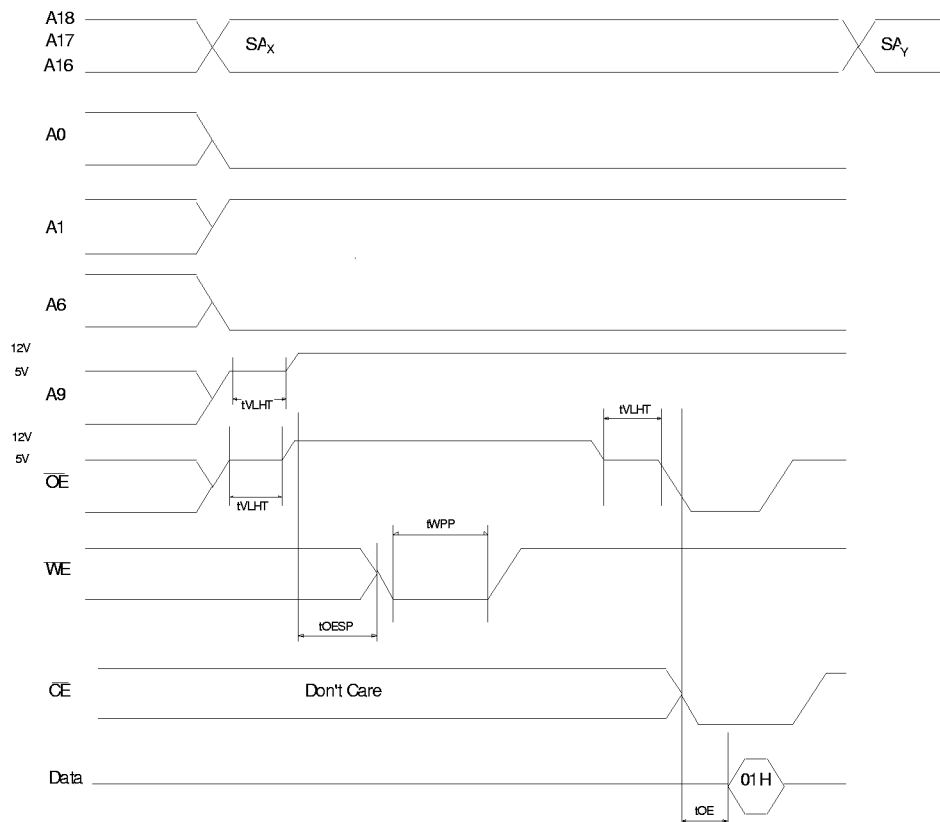 A18
A17
A16
SAX
SAY
A0
A1
A6
12V
5V
A9
tVLHT
tVLHT
12V
5V
OE
tVLHT
tWPP
WE
tOESP
CE
Don't Care
Data
01H
tOE